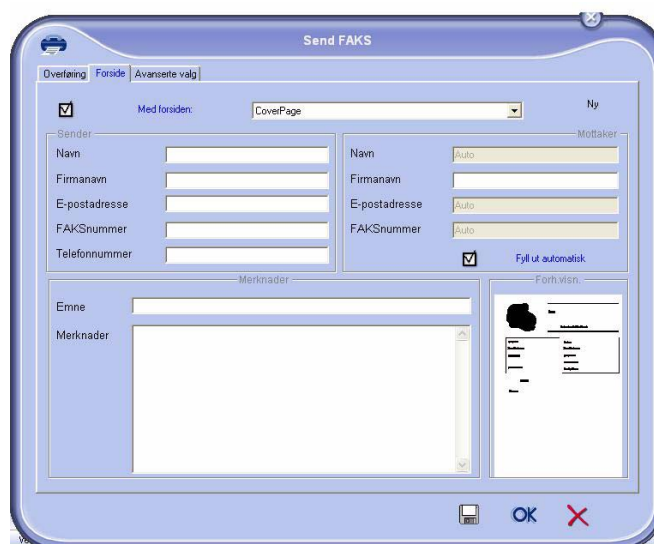 Send FAKS
Overføring Forside Avanserte valg
Med forsiden: CoverPage Ny
Sender
Navn
Firmanavn
E-postadresse
FAKSnummer
Telefonnummer
Mottaker
Navn Auto
Firmanavn
E-postadresse Auto
FAKSnummer Auto
Fyll ut automatisk
Merknader
Emne
Merknader
Forh.visn.
OK